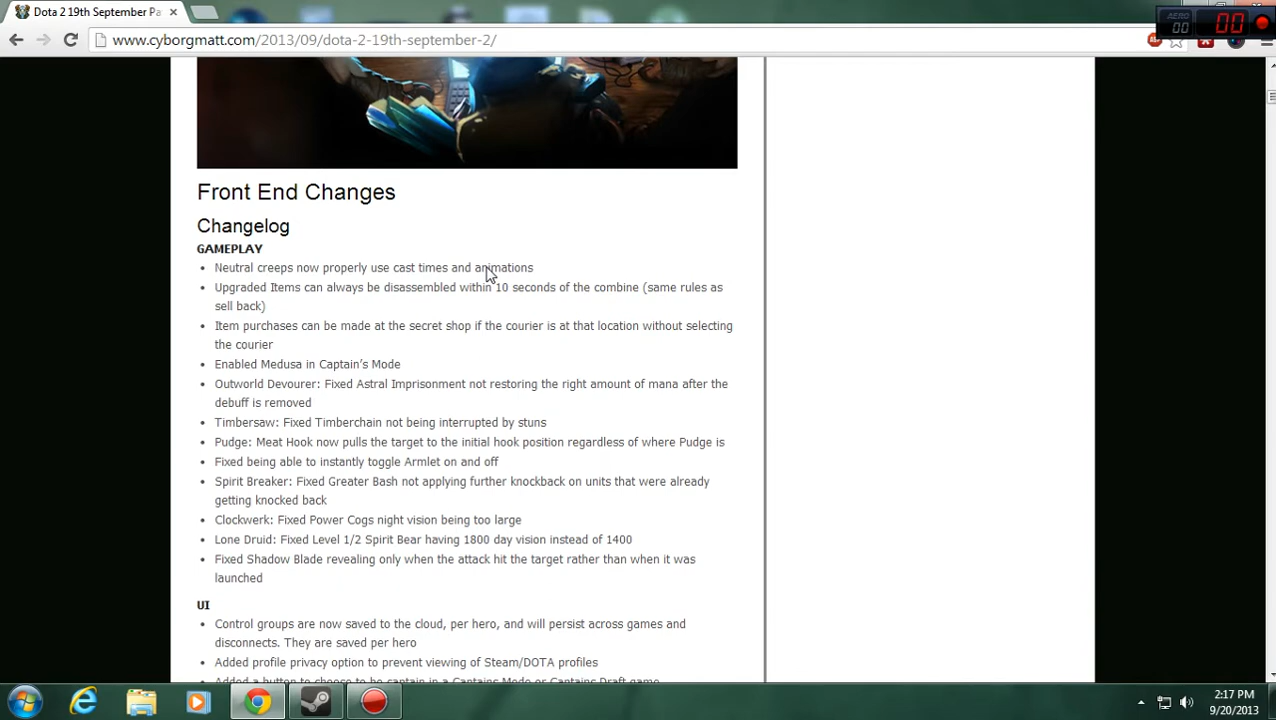 Dota 2 19th September Pa
AERO
00
00
www.cyborgmatt.com/2013/09/dota-2-19th-september-2/
Front End Changes
Changelog
GAMEPLAY
• Neutral creeps now properly use cast times and animations
• Upgraded Items can always be disassembled within 10 seconds of the combine (same rules as
sell back)
• Item purchases can be made at the secret shop if the courier is at that location without selecting
the courier
• Enabled Medusa in Captain’s Mode
• Outworld Devourer: Fixed Astral Imprisonment not restoring the right amount of mana after the
debuff is removed
• Timbersaw: Fixed Timberchain not being interrupted by stuns
• Pudge: Meat Hook now pulls the target to the initial hook position regardless of where Pudge is
• Fixed being able to instantly toggle Armlet on and off
• Spirit Breaker: Fixed Greater Bash not applying further knockback on units that were already
getting knocked back
• Clockwerk: Fixed Power Cogs night vision being too large
• Lone Druid: Fixed Level 1/2 Spirit Bear having 1800 day vision instead of 1400
• Fixed Shadow Blade revealing only when the attack hit the target rather than when it was
launched
UI
• Control groups are now saved to the cloud, per hero, and will persist across games and
disconnects. They are saved per hero
• Added profile privacy option to prevent viewing of Steam/DOTA profiles
• Added a button to choose to be captain in a Captains Mode or Captains Draft game
2:17 PM
9/20/2013